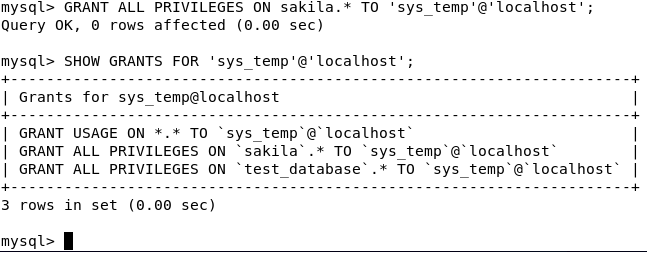 mysql> GRANT ALL PRIVILEGES ON sakila.* TO 'sys_temp'@'localhost';
Query OK, 0 rows affected (0.00 sec)
mysql> SHOW GRANTS FOR 'sys_temp'@'localhost';
+---------------------------------------------------------------------+
| Grants for sys_temp@localhost                                       |
+---------------------------------------------------------------------+
| GRANT USAGE ON *.* TO `sys_temp`@`localhost`                        |
| GRANT ALL PRIVILEGES ON `sakila`.* TO `sys_temp`@`localhost`        |
| GRANT ALL PRIVILEGES ON `test_database`.* TO `sys_temp`@`localhost` |
+---------------------------------------------------------------------+
3 rows in set (0.00 sec)
mysql>